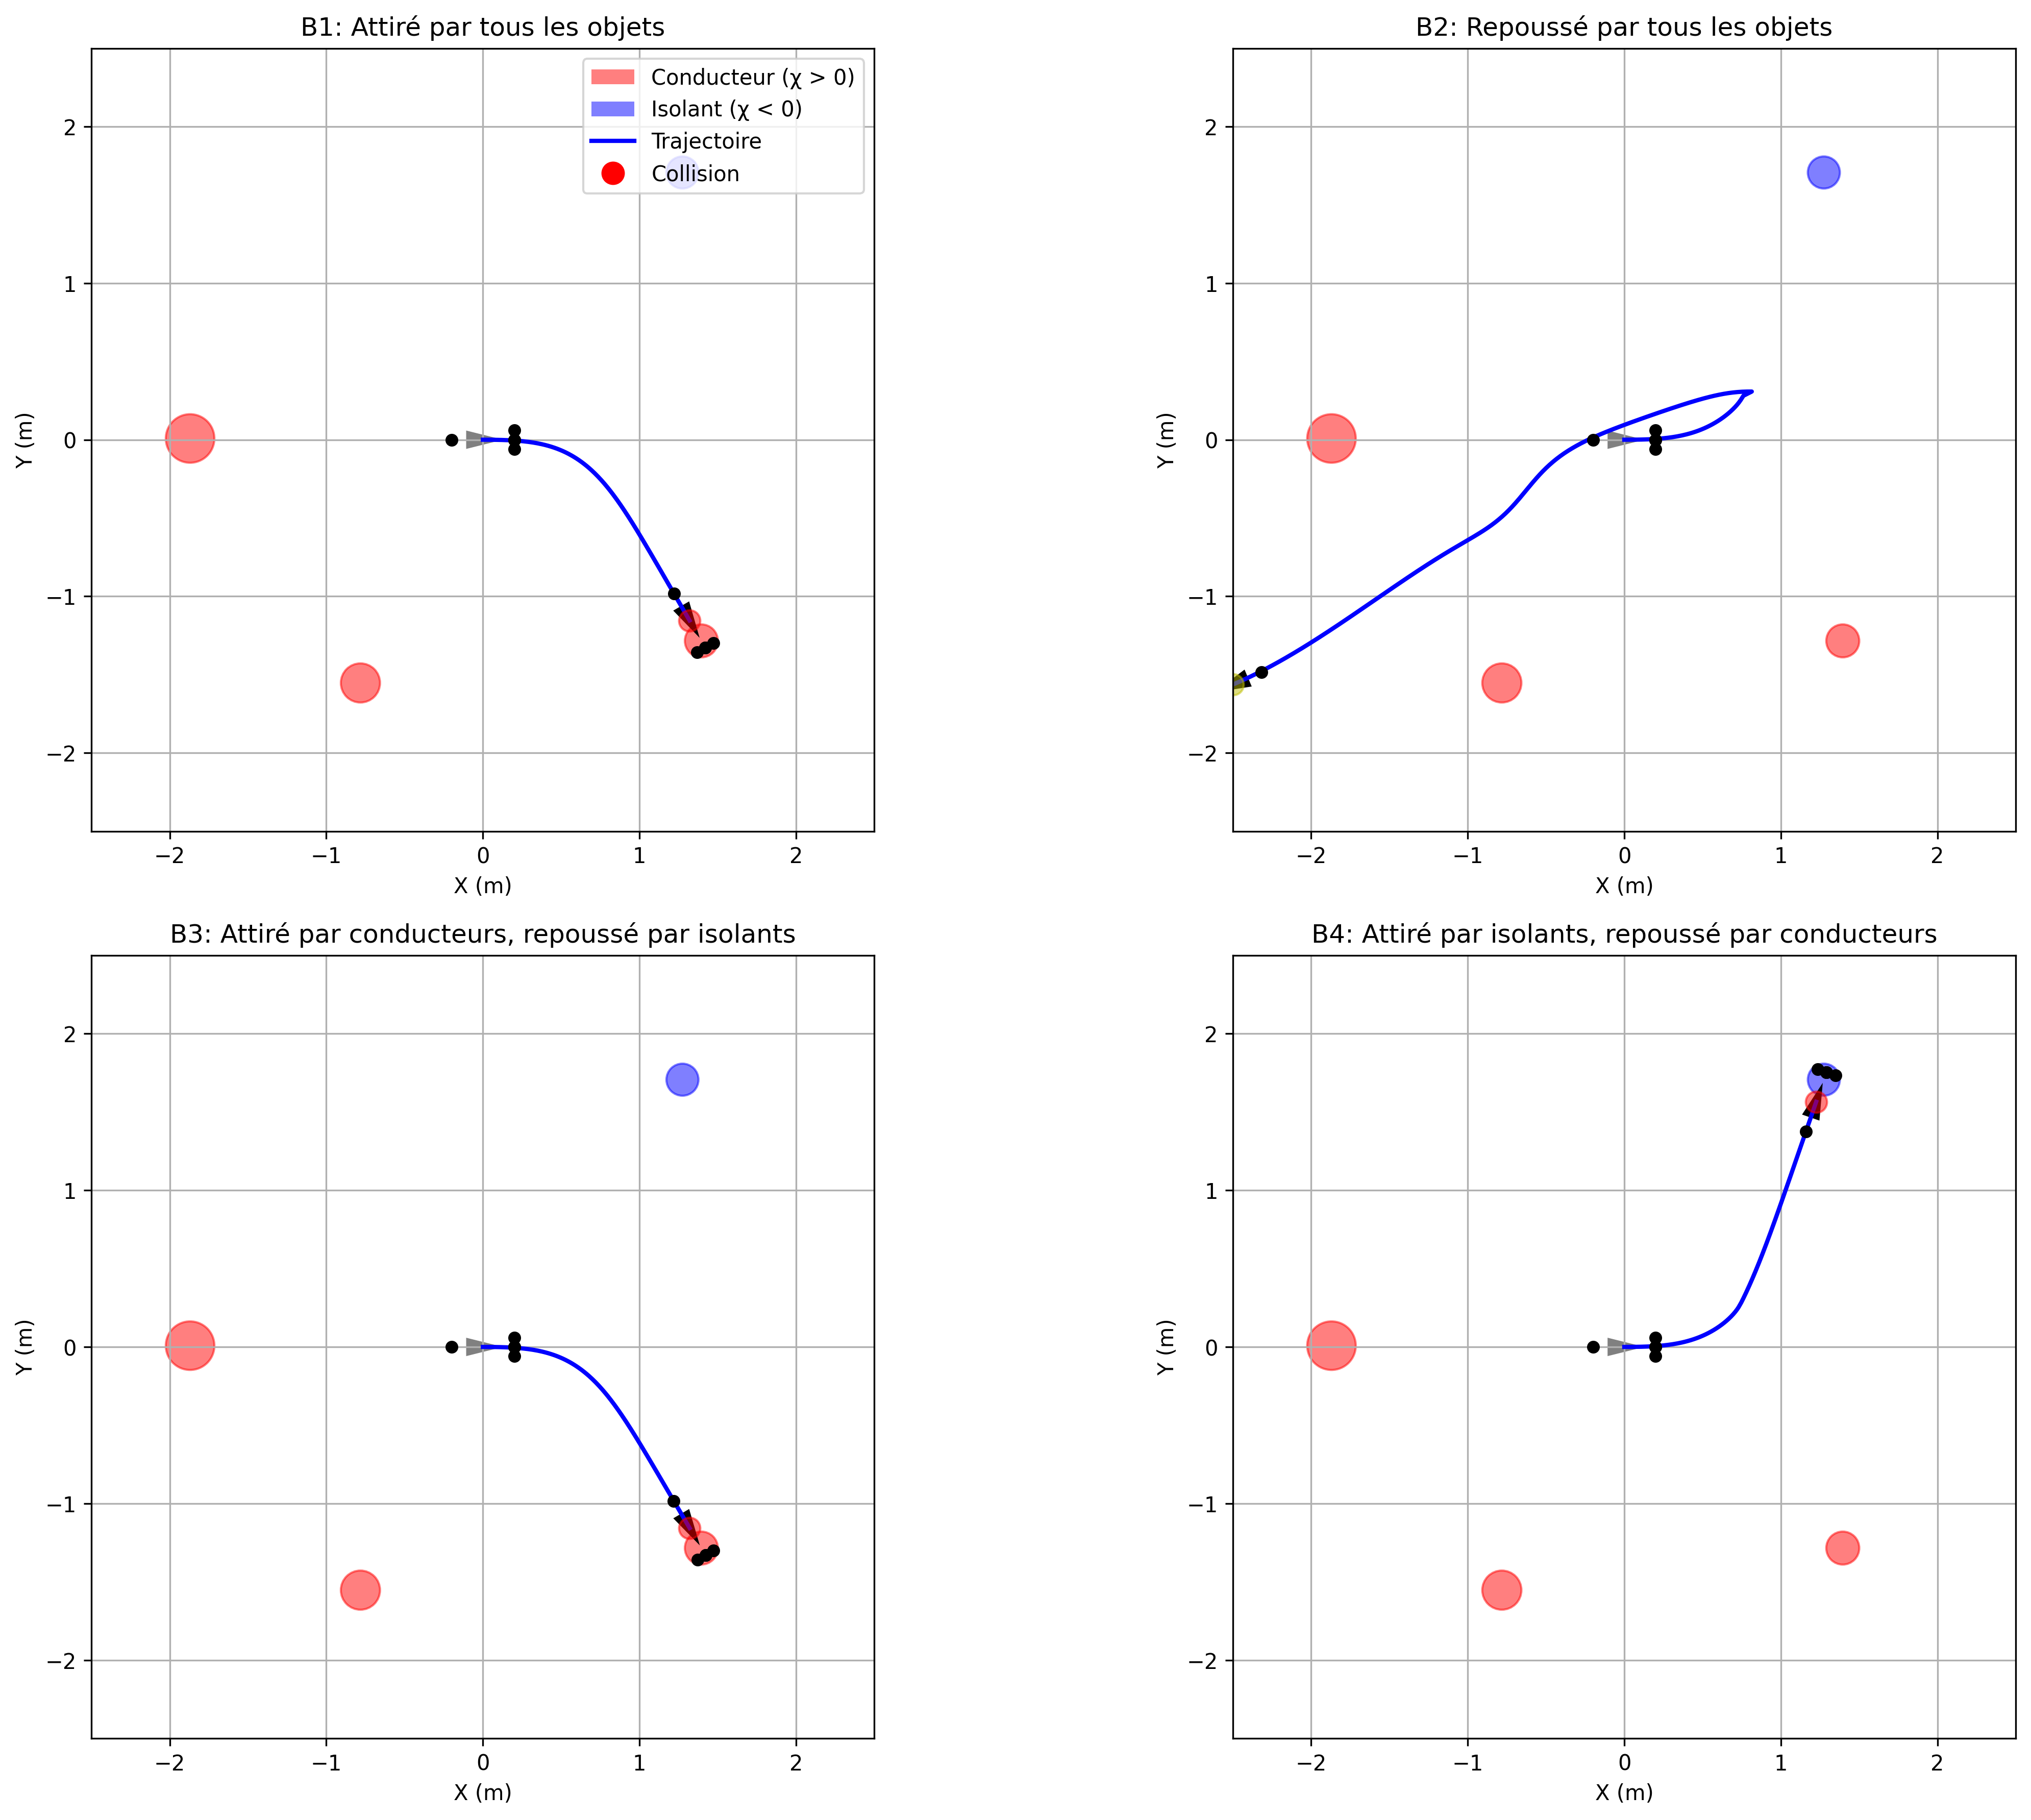 B1: Attiré par tous les objets
Conducteur (χ > 0)
Isolant (χ < 0)
Trajectoire
Collision
2
1
0
−1
−2
Y (m)
−2 −1 0 1 2
X (m)
B2: Repoussé par tous les objets
2
1
0
−1
−2
Y (m)
−2 −1 0 1 2
X (m)
B3: Attiré par conducteurs, repoussé par isolants
2
1
0
−1
−2
Y (m)
−2 −1 0 1 2
X (m)
B4: Attiré par isolants, repoussé par conducteurs
2
1
0
−1
−2
Y (m)
−2 −1 0 1 2
X (m)